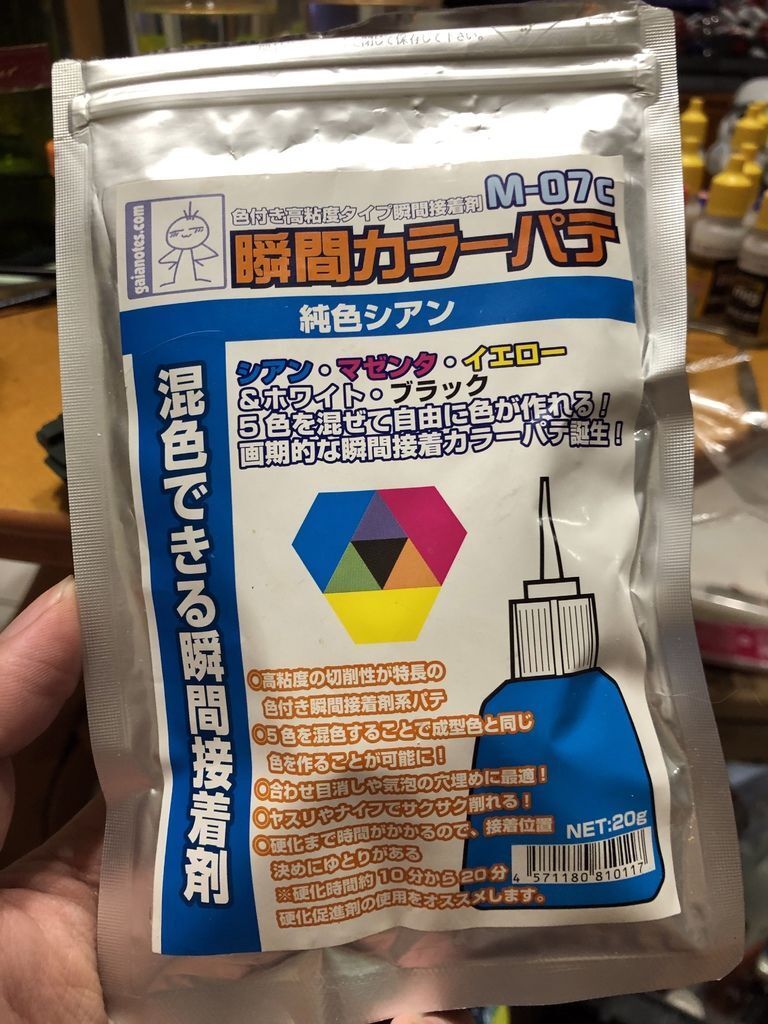 して保存して下さい。
gaianotes.com
色付き高粘度タイプ瞬間接着剤
M-07c
瞬間カラーパテ
純色シアン
混色できる瞬間接着剤
シアン・マゼンタ・イエロー
&ホワイト・ブラック
5色を混ぜて自由に色が作れる!
画期的な瞬間接着カラーパテ誕生!
○高粘度の切削性が特長の
色付き瞬間接着剤系パテ
○5色を混色することで成型色と同じ
色を作ることが可能に!
○合わせ目消しや気泡の穴埋めに最適!
○ヤスリやナイフでサクサク削れる!
○硬化まで時間がかかるので、接着位置
決めにゆとりがある
※硬化時間約10分から20分
硬化促進剤の使用をオススメします。
NET:20g
4 571180 810117